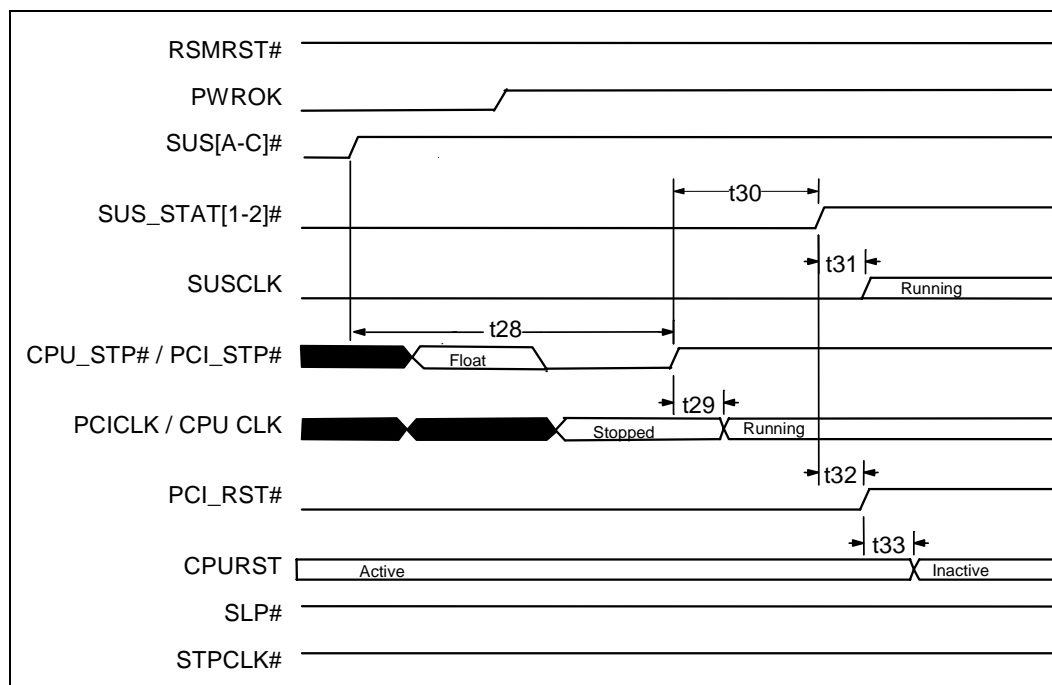 RSMRST#
PWROK
SUS[A-C]#
t30
SUS_STAT[1-2]#
t31
SUSCLK
Running
t28
CPU_STP# / PCI_STP#
Float
t29
PCICLK / CPU CLK
Stopped
Running
t32
PCI_RST#
t33
CPURST
Active
Inactive
SLP#
STPCLK#